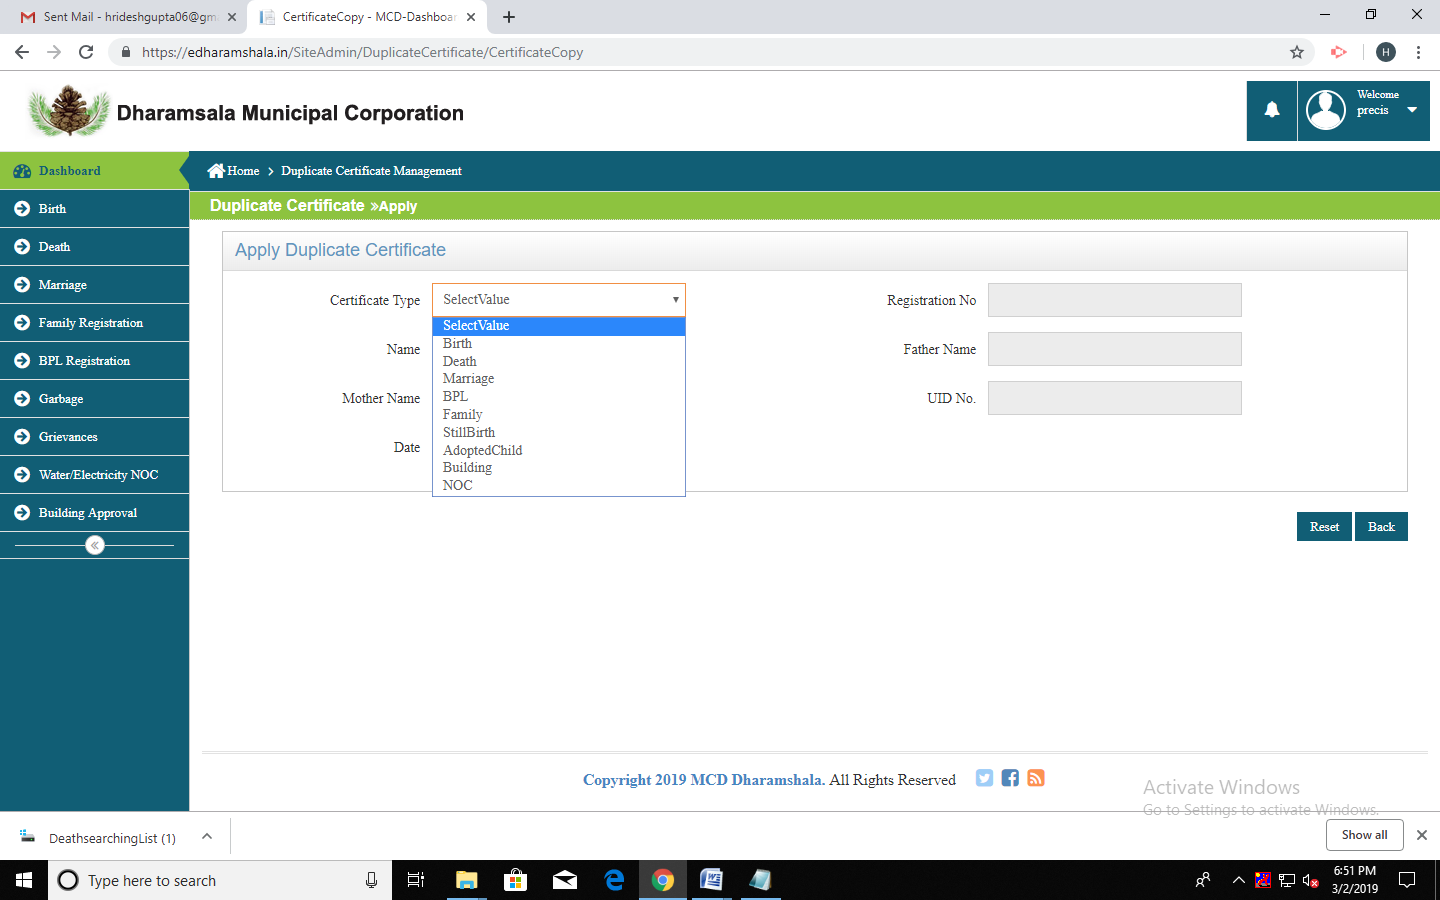 Sent Mail - hrideshgupta06@gm
CertificateCopy - MCD-Dashboar
https://edharamshala.in/SiteAdmin/DuplicateCertificate/CertificateCopy
H
Dharamsala Municipal Corporation
Welcome
precis
Dashboard
Home > Duplicate Certificate Management
Birth
Duplicate Certificate »Apply
Death
Marriage
Family Registration
BPL Registration
Garbage
Grievances
Water/Electricity NOC
Building Approval
Apply Duplicate Certificate
Certificate Type
SelectValue
Registration No
SelectValue
Birth
Death
Marriage
BPL
Family
StillBirth
AdoptedChild
Building
NOC
Name
Father Name
Mother Name
UID No.
Date
Reset
Back
Copyright 2019 MCD Dharamshala. All Rights Reserved
Activate Windows
Go to Settings to activate Windows.
DeathsearchingList (1)
Show all
Type here to search
6:51 PM
3/2/2019